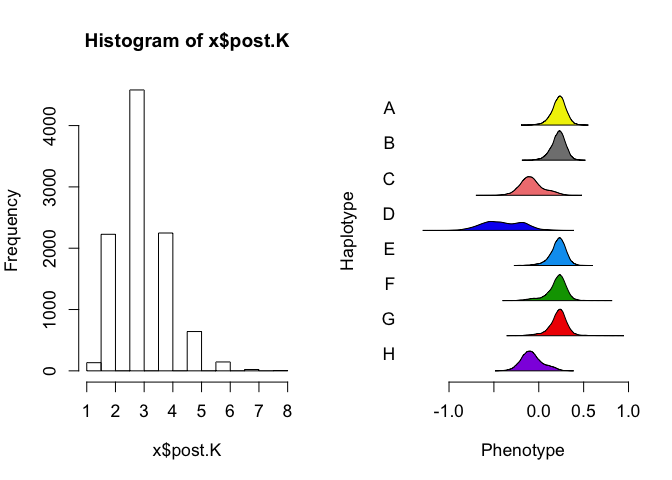 Histogram of x$post.K
Frequency
0
1000
2000
3000
4000
1 2 3 4 5 6 7 8
x$post.K
Haplotype
A
B
C
D
E
F
G
H
-1.0 0.0 0.5 1.0
Phenotype